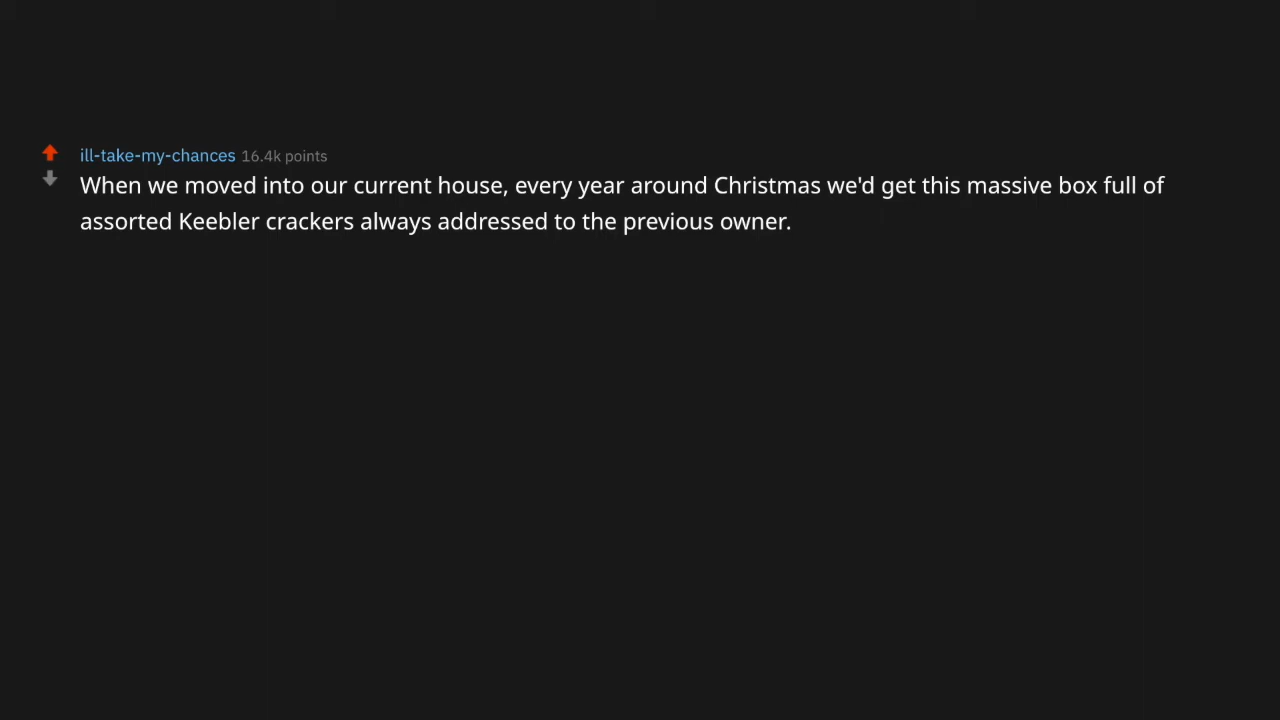 ill-take-my-chances 16.4k points
When we moved into our current house, every year around Christmas we'd get this massive box full of
assorted Keebler crackers always addressed to the previous owner.